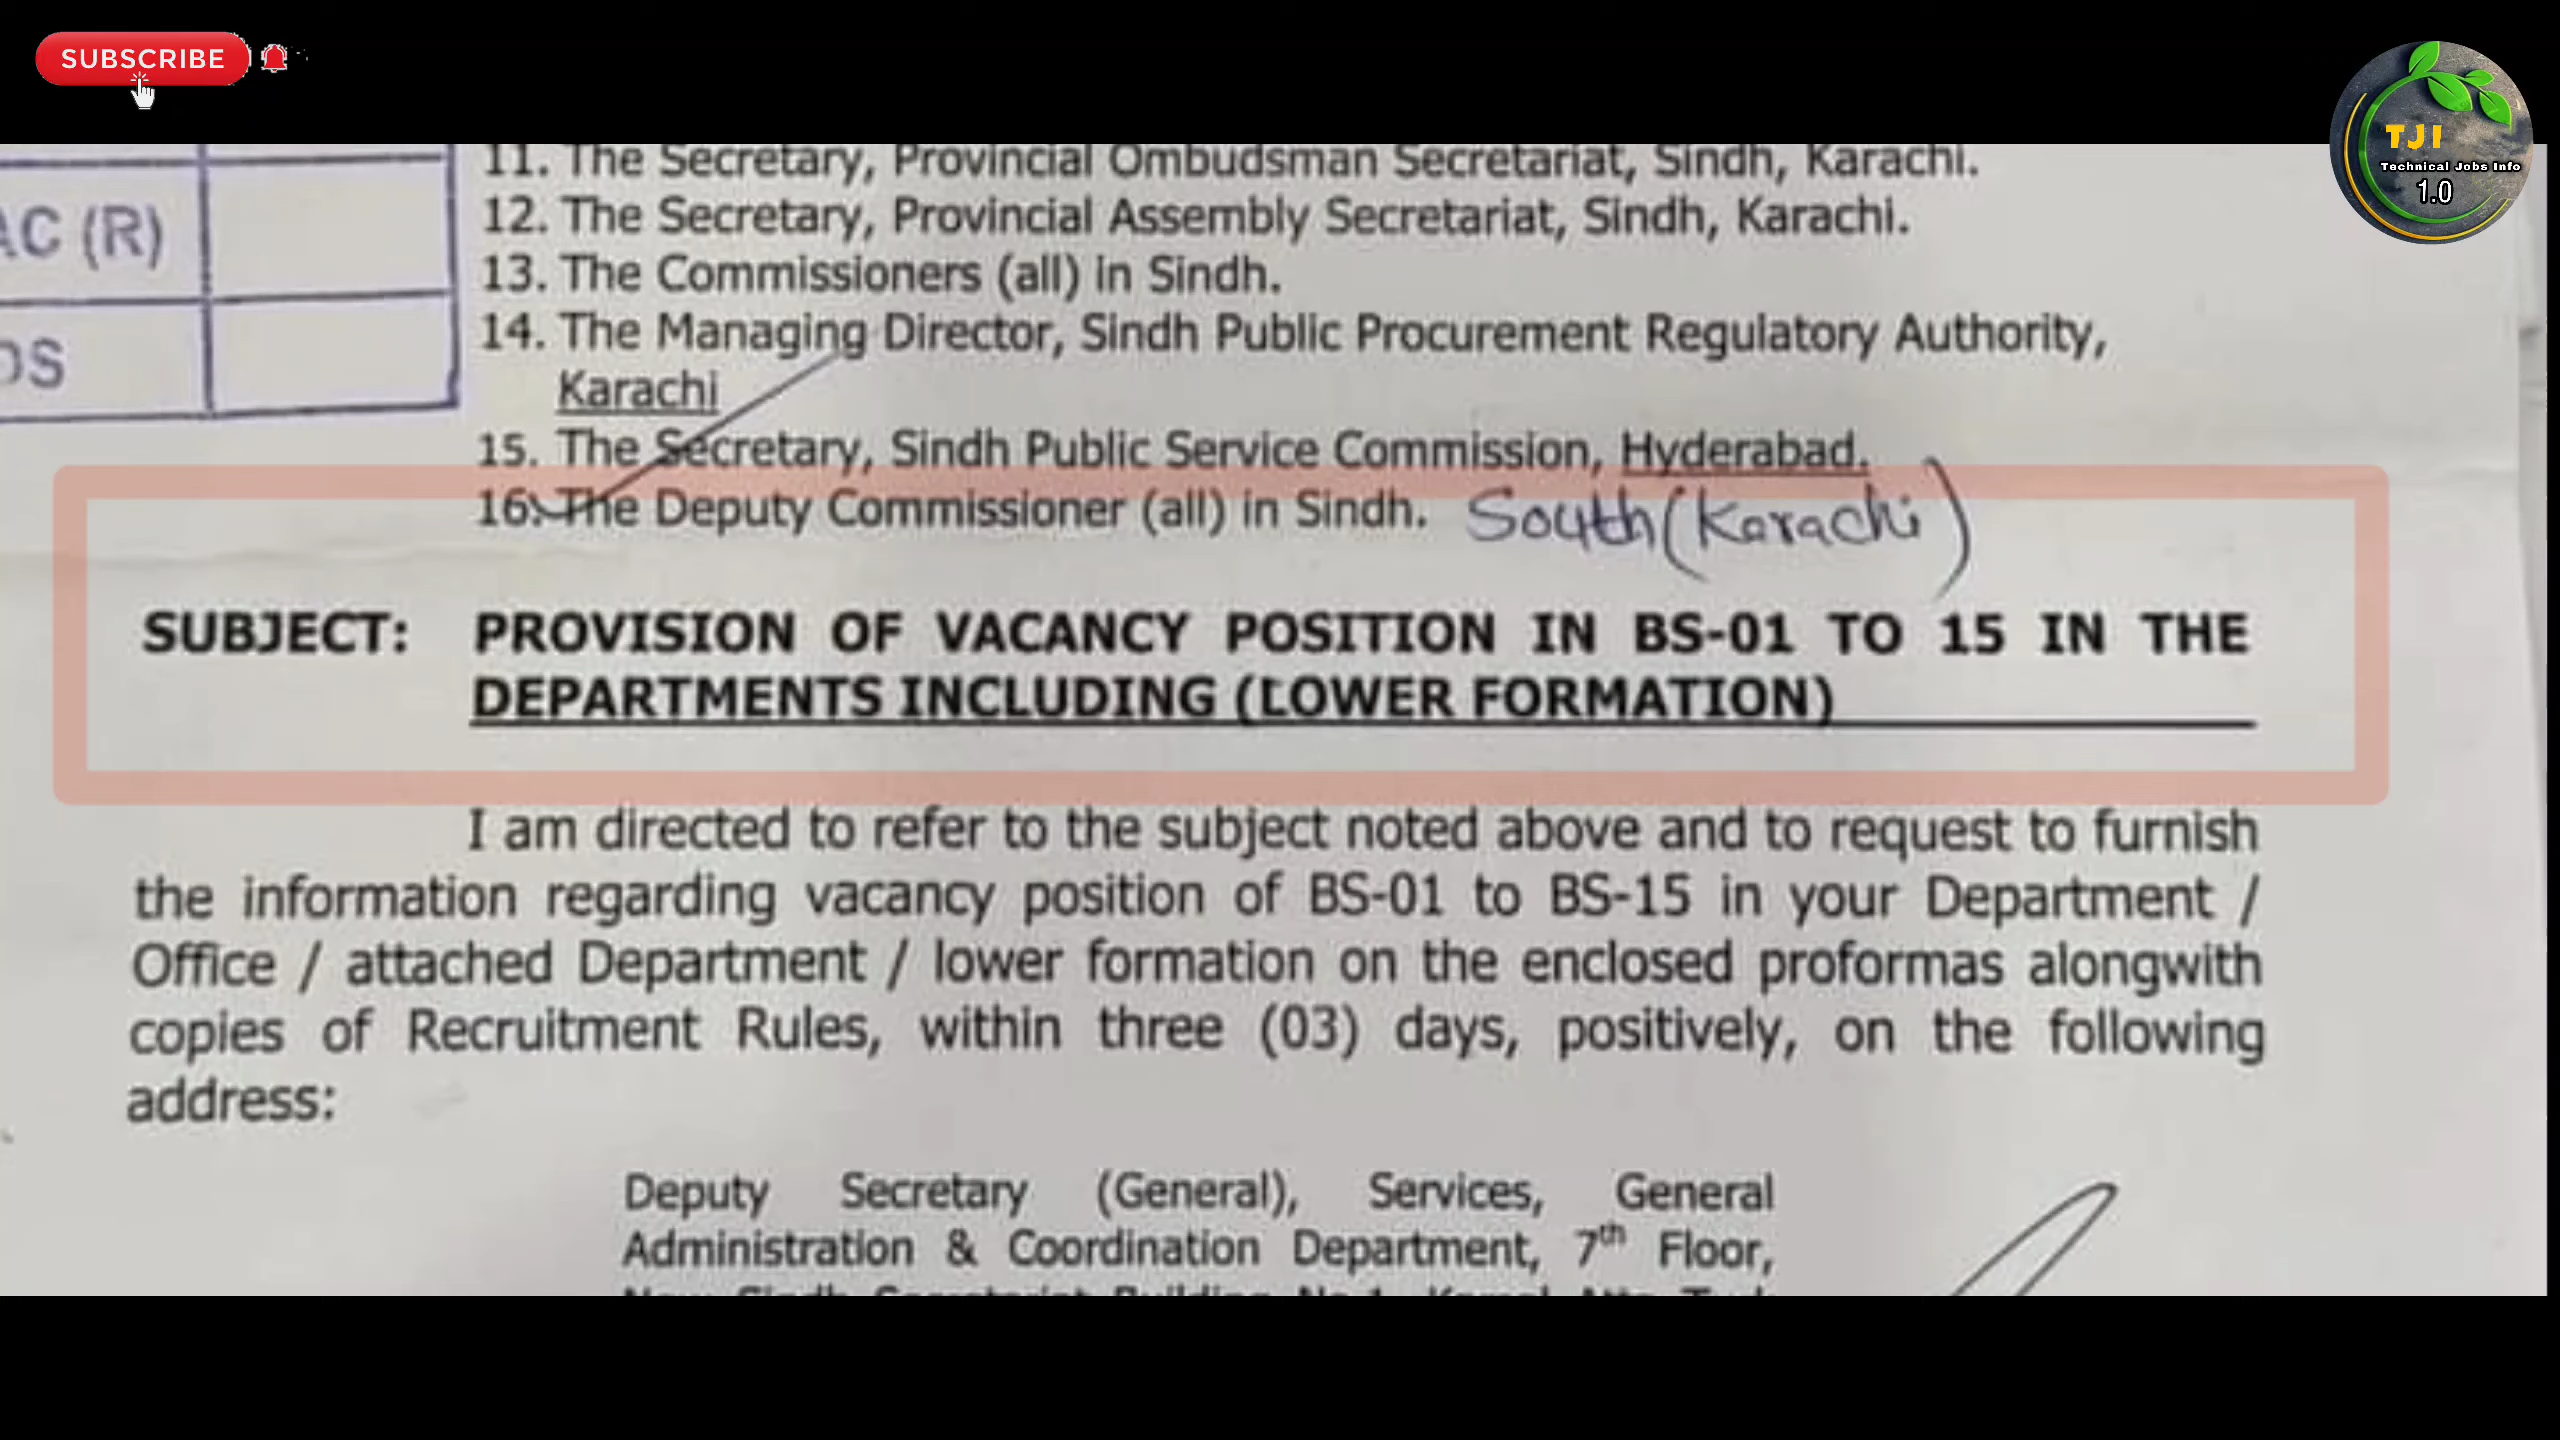 SUBSCRIBE
TJI
Technical Jobs Info
1.0
AC (R)
OS
11. The Secretary, Provincial Ombudsman Secretariat, Sindh, Karachi.
12. The Secretary, Provincial Assembly Secretariat, Sindh, Karachi.
13. The Commissioners (all) in Sindh.
14. The Managing Director, Sindh Public Procurement Regulatory Authority,
Karachi
15. The Secretary, Sindh Public Service Commission, Hyderabad.
16. The Deputy Commissioner (all) in Sindh. South (Karachi)
SUBJECT: PROVISION OF VACANCY POSITION IN BS-01 TO 15 IN THE
DEPARTMENTS INCLUDING (LOWER FORMATION)
I am directed to refer to the subject noted above and to request to furnish
the information regarding vacancy position of BS-01 to BS-15 in your Department /
Office / attached Department / lower formation on the enclosed proformas alongwith
copies of Recruitment Rules, within three (03) days, positively, on the following
address:
Deputy Secretary (General), Services, General
Administration & Coordination Department, 7th Floor,